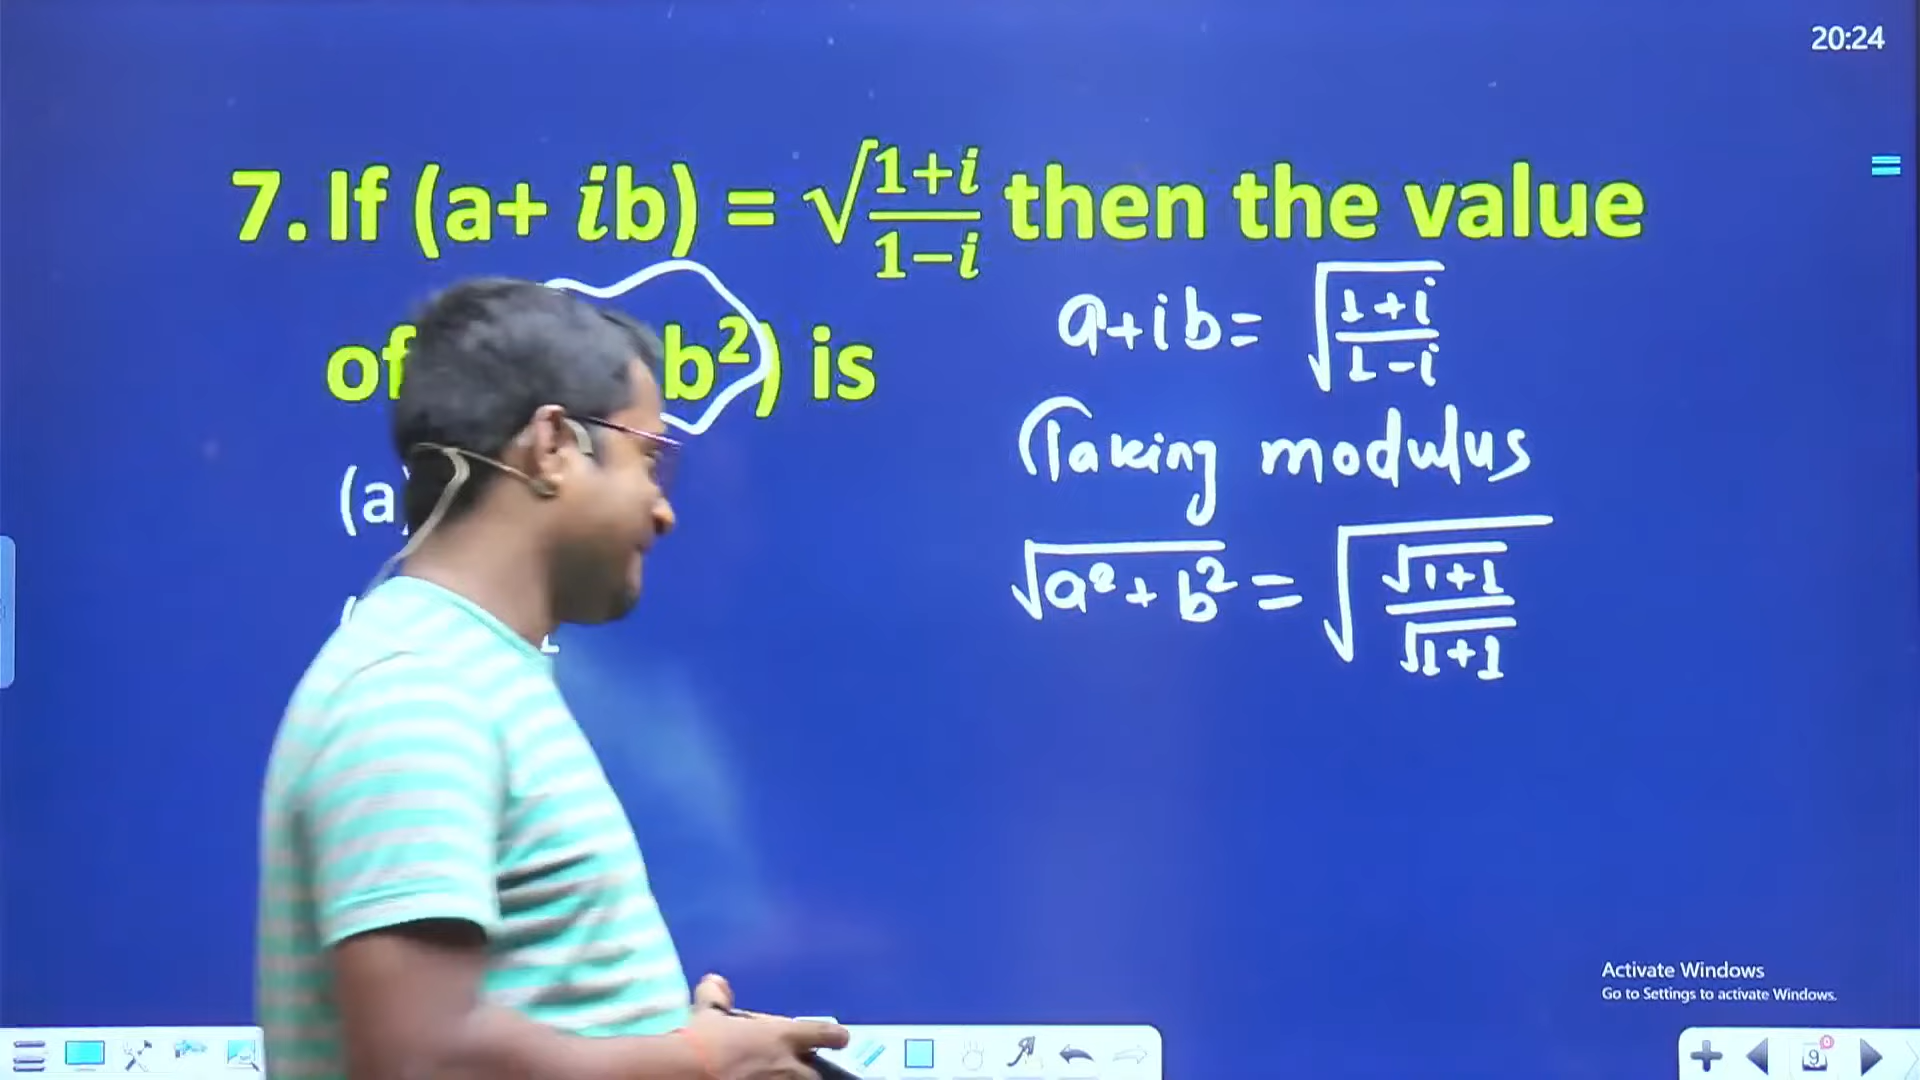 20:24
7. If (a+ ib) = √1+i/1−i then the value
of b²) is
(a)
a+ib = √1+i/1-i
Taking modulus
√a²+b² = √√1+1/√1+1
Activate Windows
Go to Settings to activate Windows.
9
0